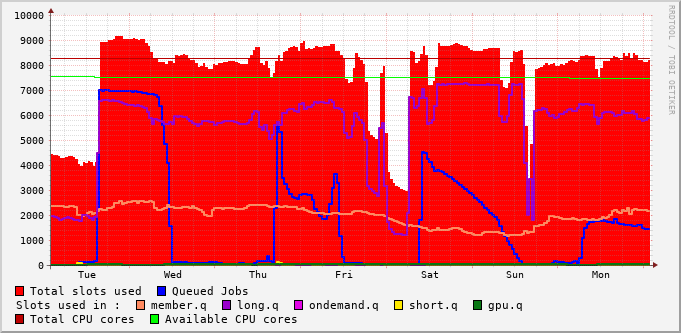 10000
9000
8000
7000
6000
5000
4000
3000
2000
1000
0
Tue Wed Thu Fri Sat Sun Mon
RRDTOOL / TOBI OETIKER
Total slots used Queued Jobs
Slots used in : member.q long.q ondemand.q short.q gpu.q
Total CPU cores Available CPU cores